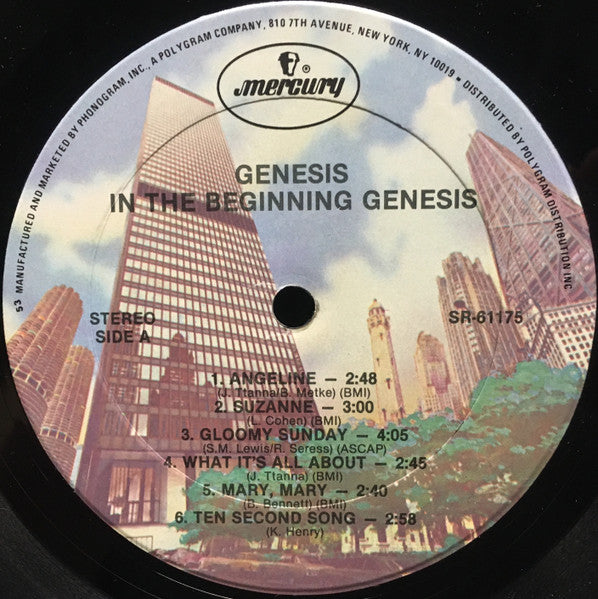 53 MANUFACTURED AND MARKETED BY PHONOGRAM, INC., A POLYGRAM COMPANY, 810 7TH AVENUE, NEW YORK, NY 10019 • DISTRIBUTED BY POLYGRAM DISTRIBUTION INC
®
mercury
GENESIS
IN THE BEGINNING GENESIS
STEREO
SIDE A
SR-61175
1. ANGELINE — 2:48
(J. Ttanna/B. Metke) (BMI)
2. SUZANNE — 3:00
(L. Cohen) (BMI)
3. GLOOMY SUNDAY — 4:05
(S.M. Lewis/R. Seress) (ASCAP)
4. WHAT IT'S ALL ABOUT — 2:45
(J. Ttanna) (BMI)
5. MARY, MARY — 2:40
(B. Bennett) (BMI)
6. TEN SECOND SONG — 2:58
(K. Henry)